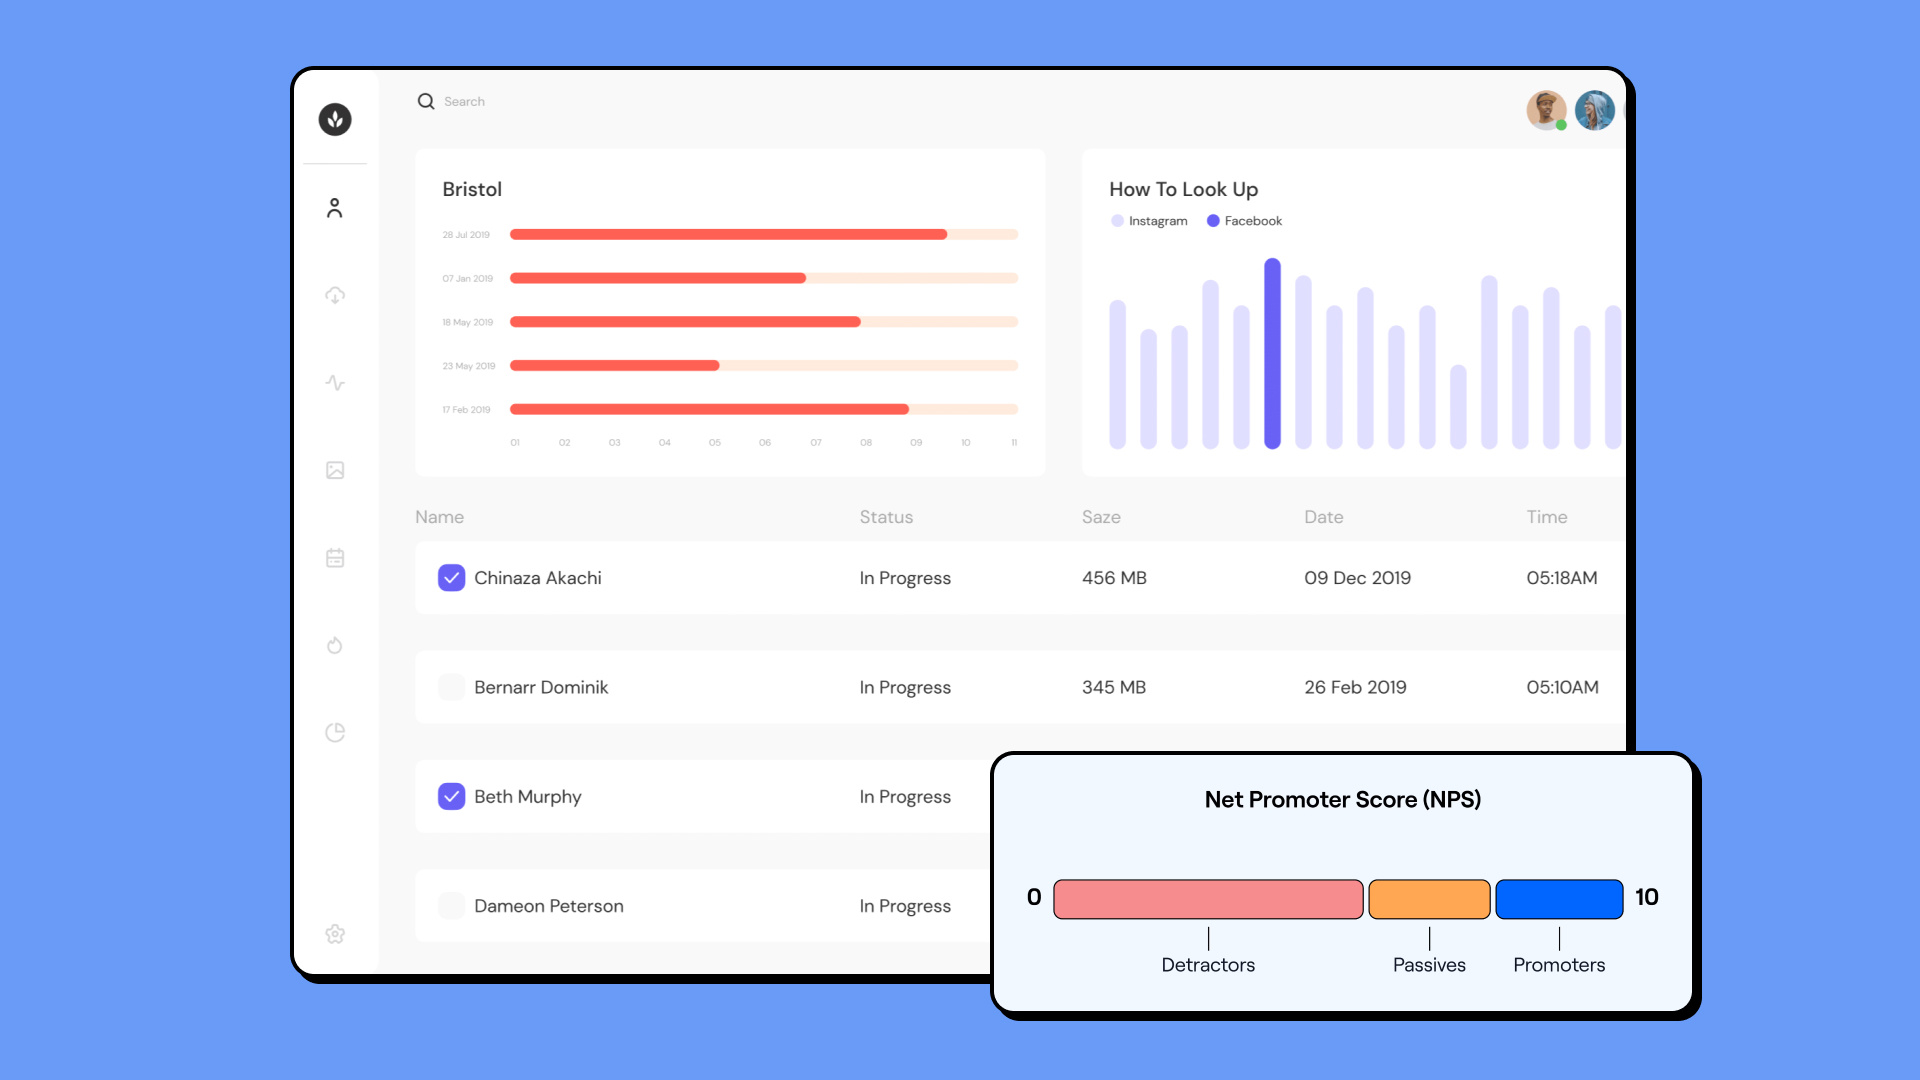 Search
Bristol
28 Jul 2019
07 Jan 2019
18 May 2019
23 May 2019
17 Feb 2019
01 02 03 04 05 06 07 08 09 10 11
How To Look Up
Instagram Facebook
Name Status Saze Date Time
Chinaza Akachi In Progress 456 MB 09 Dec 2019 05:18AM
Bernarr Dominik In Progress 345 MB 26 Feb 2019 05:10AM
Beth Murphy In Progress
Dameon Peterson In Progress
Net Promoter Score (NPS)
0 10
Detractors Passives Promoters